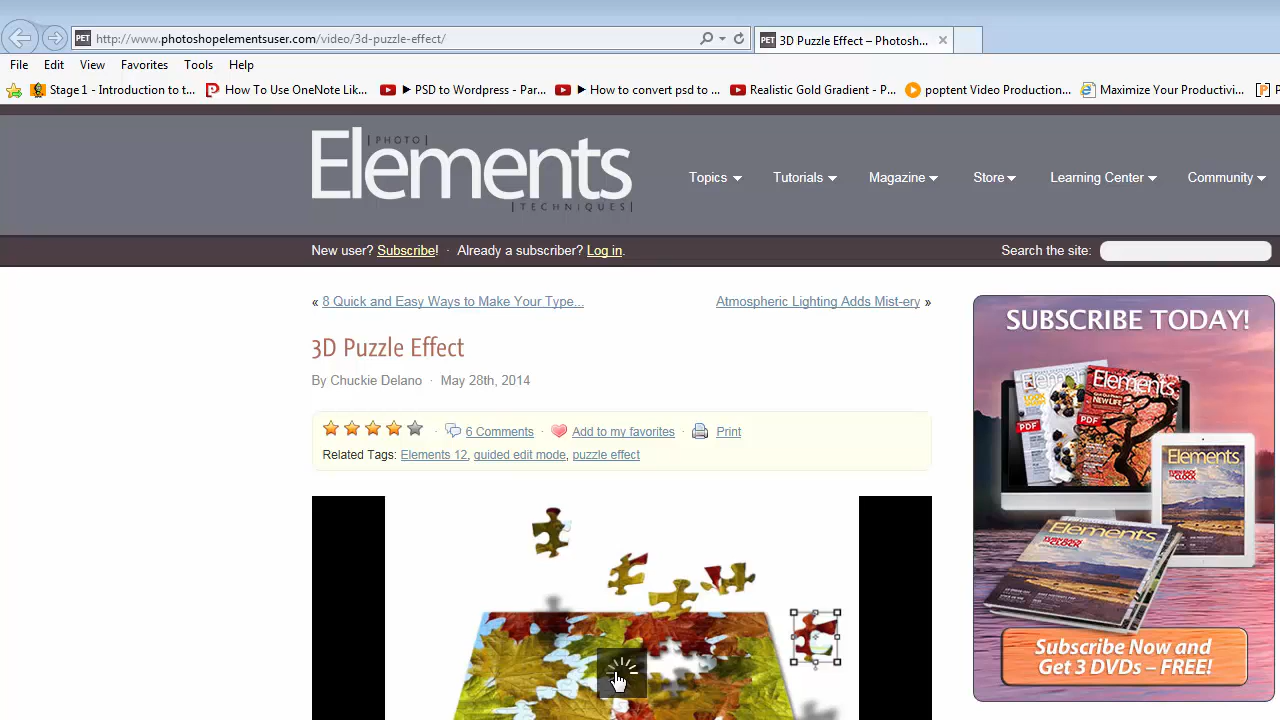 PET http://www.photoshopelementsuser.com/video/3d-puzzle-effect/
PET 3D Puzzle Effect – Photosh...
File Edit View Favorites Tools Help
Stage 1 - Introduction to t... How To Use OneNote Lik... ▶ PSD to Wordpress - Par... ▶ How to convert psd to ... Realistic Gold Gradient - P... poptent Video Production... Maximize Your Productivi...
| PHOTO |
Elements
| TECHNIQUES |
Topics Tutorials Magazine Store Learning Center Community
New user? Subscribe! · Already a subscriber? Log in.
Search the site:
« 8 Quick and Easy Ways to Make Your Type...
Atmospheric Lighting Adds Mist-ery »
3D Puzzle Effect
By Chuckie Delano · May 28th, 2014
· 6 Comments · Add to my favorites · Print
Related Tags: Elements 12, guided edit mode, puzzle effect
SUBSCRIBE TODAY!
Elements
Elements
PDF
PDF
Elements
Elements
Subscribe Now and
Get 3 DVDs – FREE!